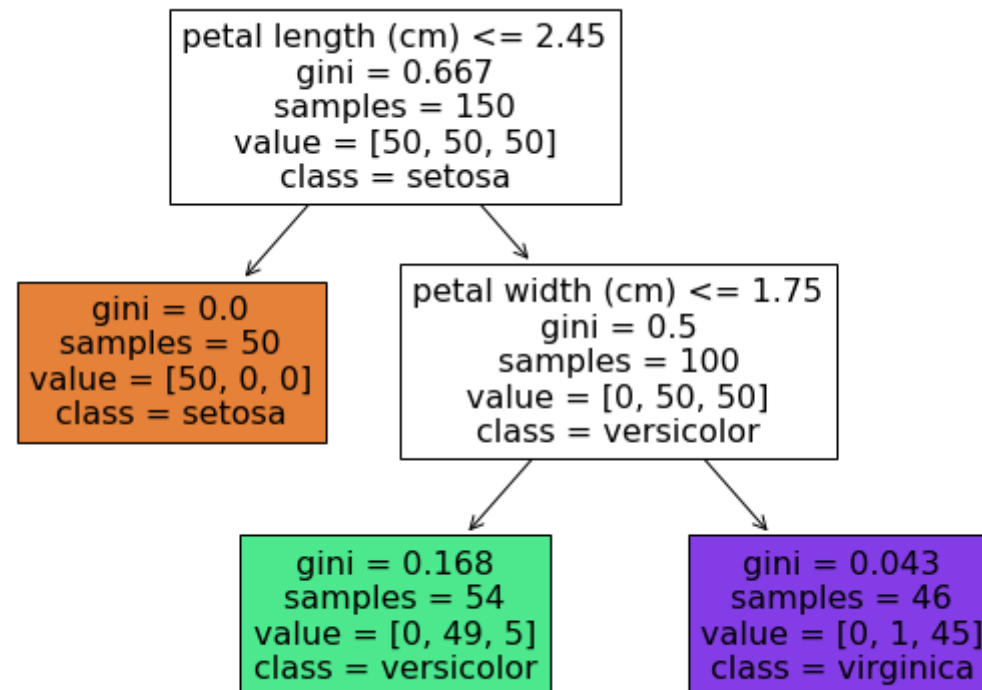 petal length (cm) <= 2.45
gini = 0.667
samples = 150
value = [50, 50, 50]
class = setosa
gini = 0.0
samples = 50
value = [50, 0, 0]
class = setosa
petal width (cm) <= 1.75
gini = 0.5
samples = 100
value = [0, 50, 50]
class = versicolor
gini = 0.168
samples = 54
value = [0, 49, 5]
class = versicolor
gini = 0.043
samples = 46
value = [0, 1, 45]
class = virginica